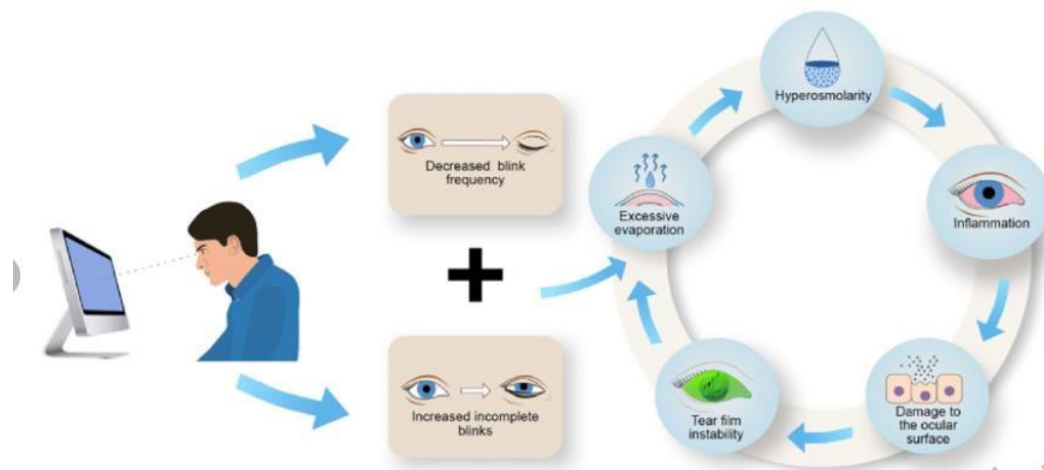 Decreased blink
frequency
+
Increased incomplete
blinks
Hyperosmolarity
Inflammation
Damage to
the ocular
surface
Tear film
instability
Excessive
evaporation